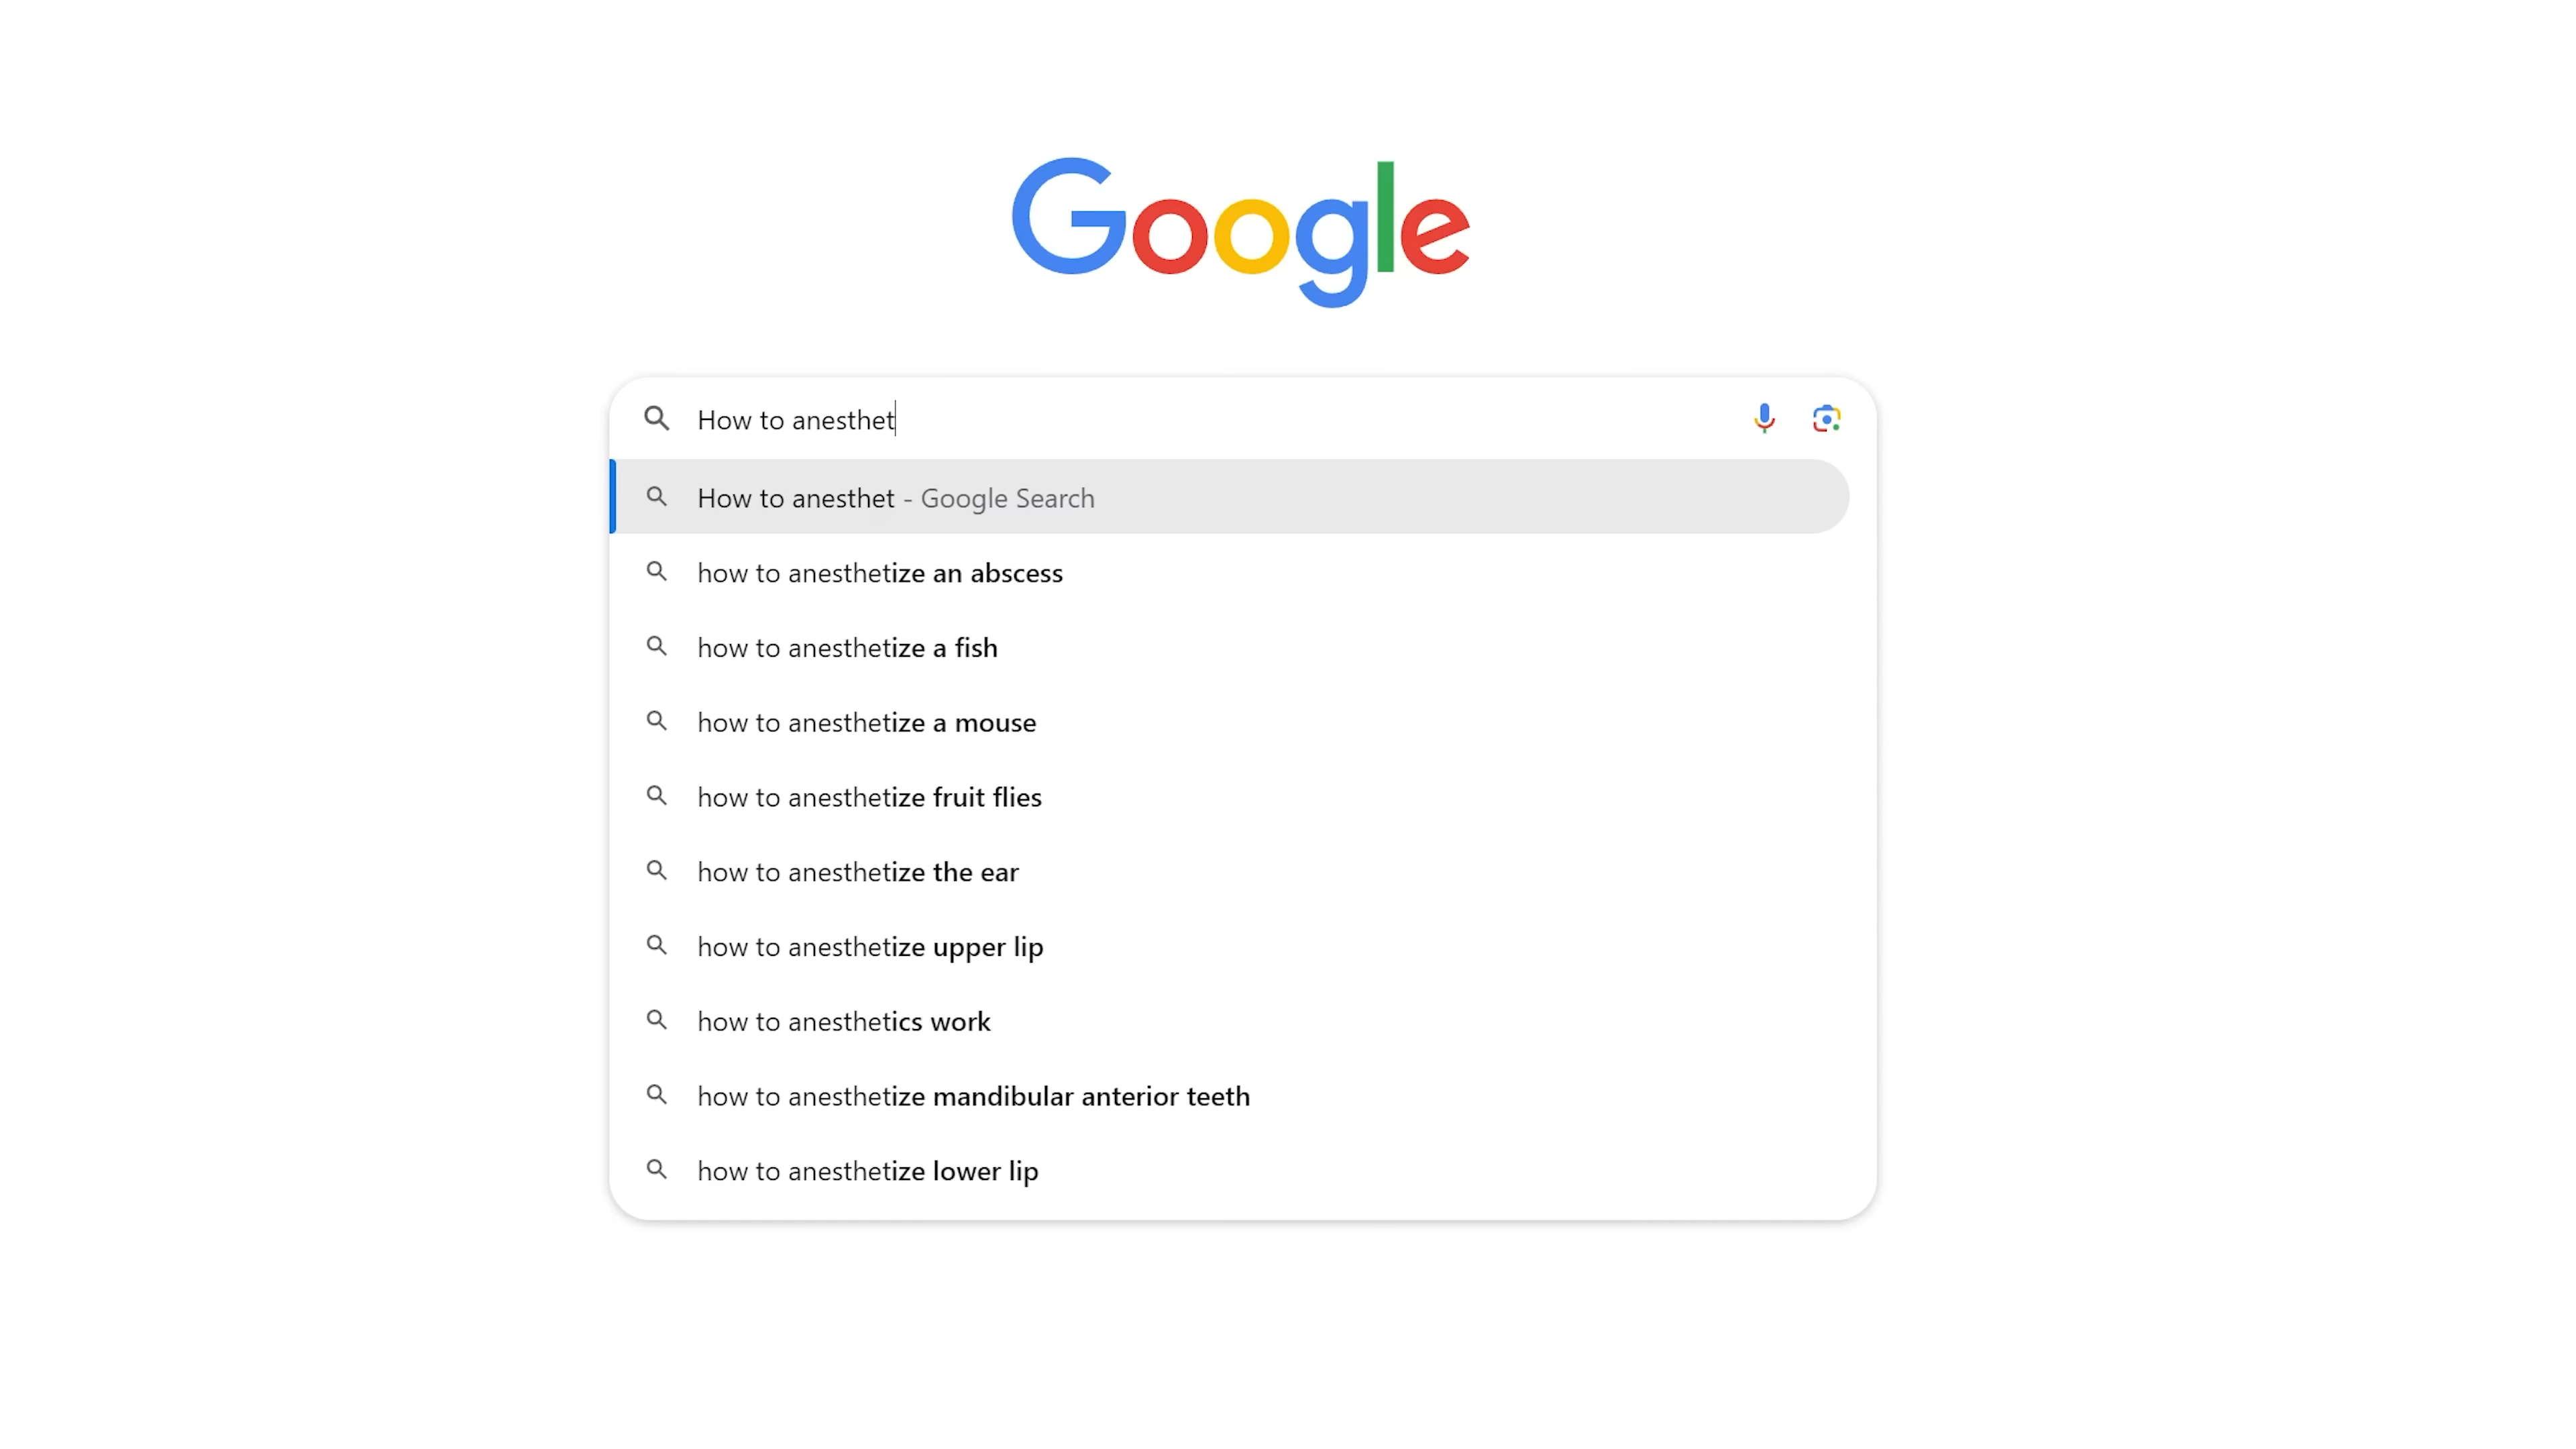 Google
How to anesthet
How to anesthet - Google Search
how to anesthetize an abscess
how to anesthetize a fish
how to anesthetize a mouse
how to anesthetize fruit flies
how to anesthetize the ear
how to anesthetize upper lip
how to anesthetics work
how to anesthetize mandibular anterior teeth
how to anesthetize lower lip